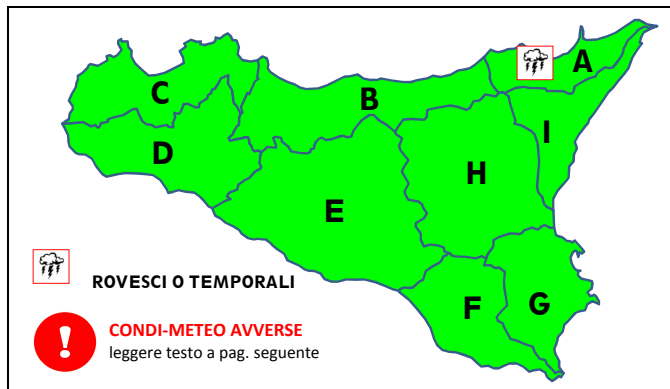 A
C
B
I
D
H
E
F
G
ROVESCI O TEMPORALI
! CONDI-METEO AVVERSE
leggere testo a pag. seguente